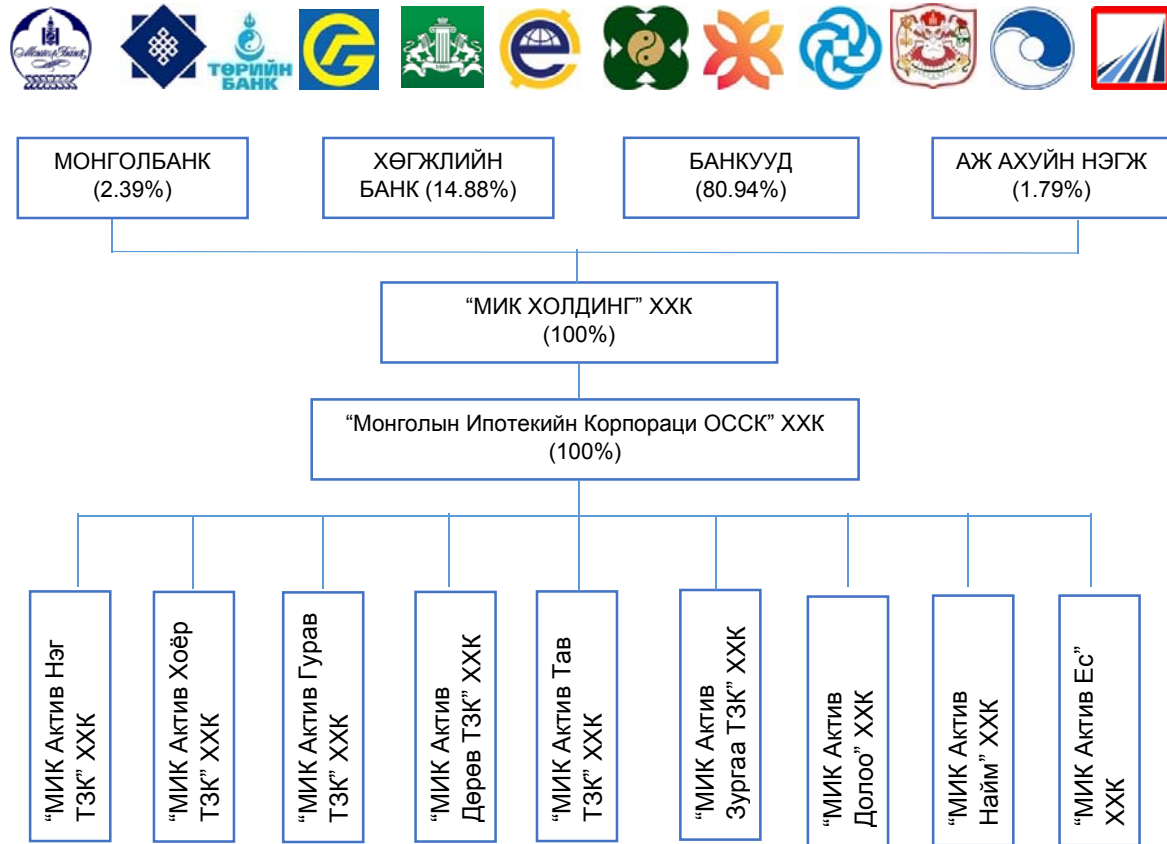 МонголБанк
ТӨРИЙН
БАНК
МОНГОЛБАНК
(2.39%)
ХӨГЖЛИЙН
БАНК (14.88%)
БАНКУУД
(80.94%)
АЖ АХУЙН НЭГЖ
(1.79%)
“МИК ХОЛДИНГ” ХХК
(100%)
“Монголын Ипотекийн Корпораци ОССК” ХХК
(100%)
“МИК Актив Нэг
ТЗК” ХХК
“МИК Актив Хоёр
ТЗК” ХХК
“МИК Актив Гурав
ТЗК” ХХК
“МИК Актив
Дөрөв ТЗК” ХХК
“МИК Актив Тав
ТЗК” ХХК
“МИК Актив
Зургаа ТЗК” ХХК
“МИК Актив
Долоо” ХХК
“МИК Актив
Найм” ХХК
“МИК Актив Ес”
ХХК